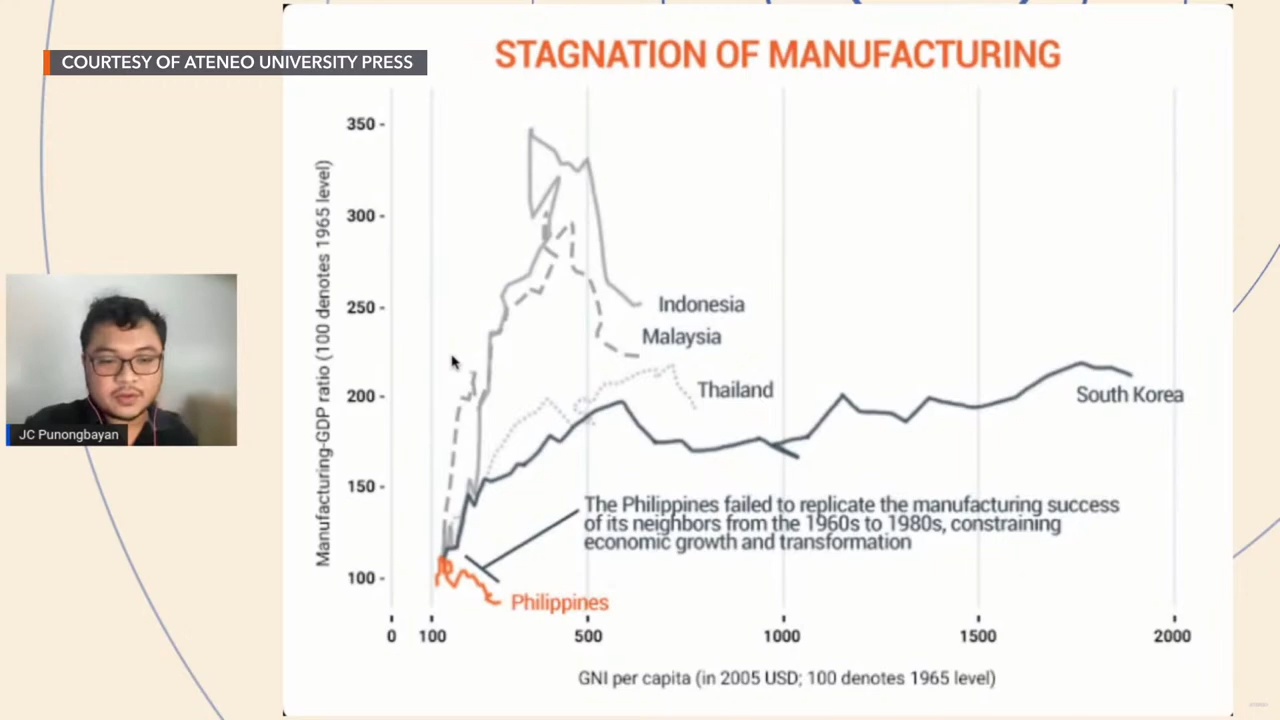 COURTESY OF ATENEO UNIVERSITY PRESS
STAGNATION OF MANUFACTURING
Manufacturing-GDP ratio (100 denotes 1965 level)
350 -
300 -
250 -
200 -
150 -
100 -
Indonesia
Malaysia
Thailand
South Korea
The Philippines failed to replicate the manufacturing success
of its neighbors from the 1960s to 1980s, constraining
economic growth and transformation
Philippines
0 100 500 1000 1500 2000
GNI per capita (in 2005 USD; 100 denotes 1965 level)
JC Punongbayan